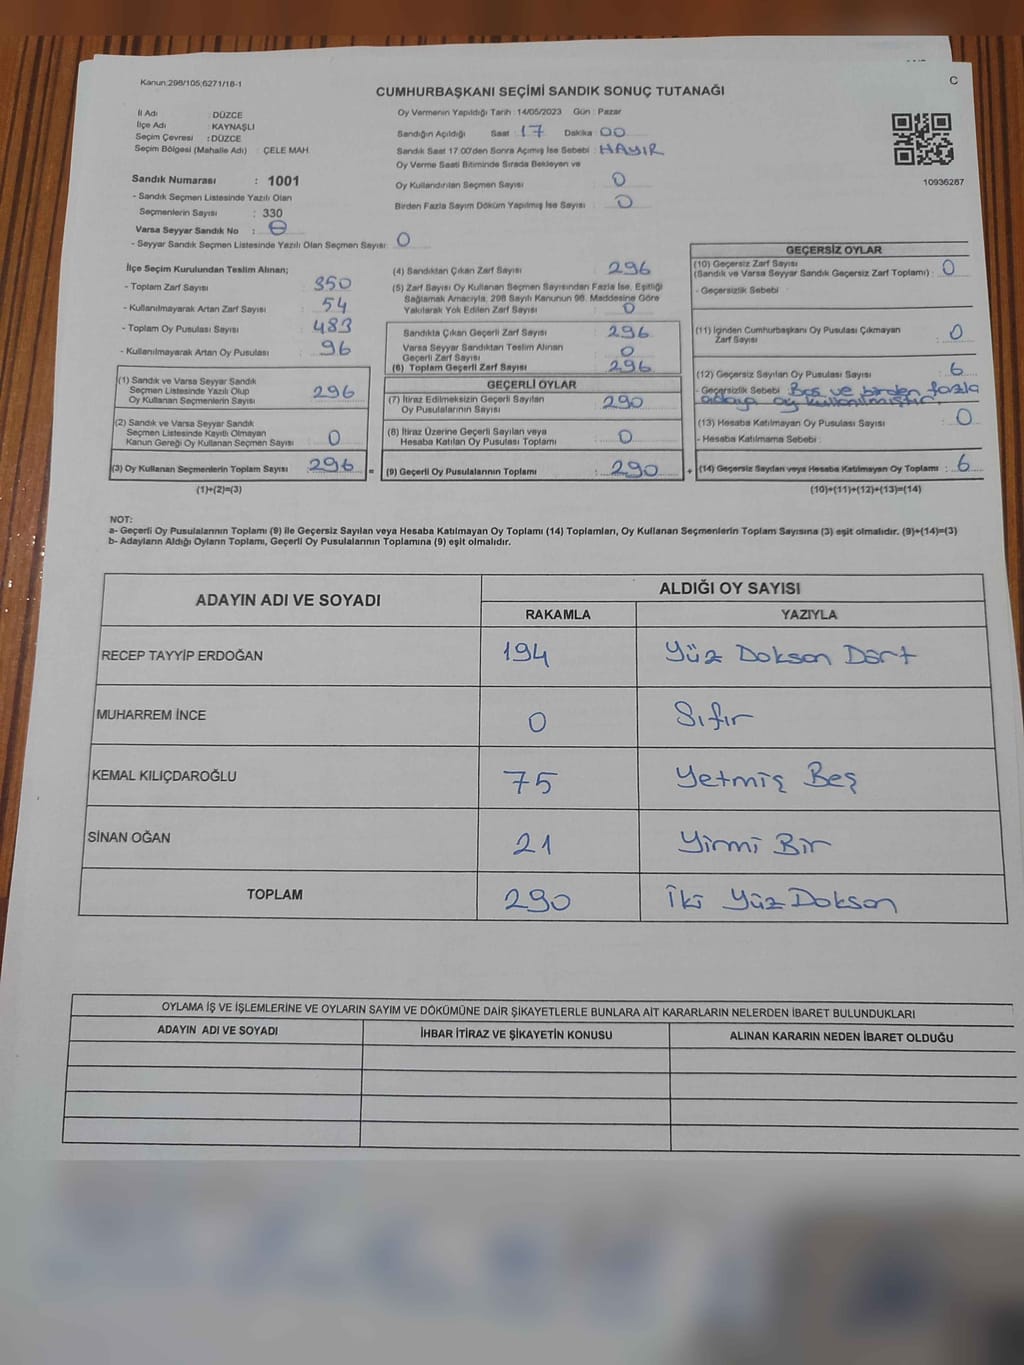 Kanun:298/105;6271/18-1
C
CUMHURBAŞKANI SEÇİMİ SANDIK SONUÇ TUTANAĞI
İl Adı : DÜZCE
İlçe Adı : KAYNAŞLI
Seçim Çevresi : DÜZCE
Seçim Bölgesi (Mahalle Adı) : ÇELE MAH.
Oy Vermenin Yapıldığı Tarih : 14/05/2023 Gün : Pazar
Sandığın Açıldığı Saat : 17 Dakika : 00
Sandık Saat 17:00'den Sonra Açılmış İse Sebebi : HAYIR
Oy Verme Saati Bitiminde Sırada Bekleyen ve
Oy Kullandırılan Seçmen Sayısı : 0
Birden Fazla Sayım Döküm Yapılmış İse Sayısı : 0
10936287
Sandık Numarası : 1001
- Sandık Seçmen Listesinde Yazılı Olan
Seçmenlerin Sayısı : 330
Varsa Seyyar Sandık No : 0
- Seyyar Sandık Seçmen Listesinde Yazılı Olan Seçmen Sayısı: 0
İlçe Seçim Kurulundan Teslim Alınan;
- Toplam Zarf Sayısı : 350
- Kullanılmayarak Artan Zarf Sayısı : 54
- Toplam Oy Pusulası Sayısı : 483
- Kullanılmayarak Artan Oy Pusulası : 96
(1) Sandık ve Varsa Seyyar Sandık
Seçmen Listesinde Yazılı Olup
Oy Kullanan Seçmenlerin Sayısı : 296
(2) Sandık ve Varsa Seyyar Sandık
Seçmen Listesinde Kayıtlı Olmayan
Kanun Gereği Oy Kullanan Seçmen Sayısı : 0
(3) Oy Kullanan Seçmenlerin Toplam Sayısı : 296 =
(1)+(2)=(3)
(4) Sandıktan Çıkan Zarf Sayısı : 296
(5) Zarf Sayısı Oy Kullanan Seçmen Sayısından Fazla İse, Eşitliği
Sağlamak Amacıyla, 298 Sayılı Kanunun 98. Maddesine Göre
Yakılarak Yok Edilen Zarf Sayısı : 0
Sandıkta Çıkan Geçerli Zarf Sayısı : 296
Varsa Seyyar Sandıktan Teslim Alınan
Geçerli Zarf Sayısı : 0
(6) Toplam Geçerli Zarf Sayısı : 296
GEÇERLİ OYLAR
(7) İtiraz Edilmeksizin Geçerli Sayılan
Oy Pusulalarının Sayısı : 290
(8) İtiraz Üzerine Geçerli Sayılan veya
Hesaba Katılan Oy Pusulası Toplamı : 0
(9) Geçerli Oy Pusulalarının Toplamı : 290 +
GEÇERSİZ OYLAR
(10) Geçersiz Zarf Sayısı
(Sandık ve Varsa Seyyar Sandık Geçersiz Zarf Toplamı) : 0
- Geçersizlik Sebebi :
(11) İçinden Cumhurbaşkanı Oy Pusulası Çıkmayan
Zarf Sayısı : 0
(12) Geçersiz Sayılan Oy Pusulası Sayısı : 6
- Geçersizlik Sebebi : Boş ve birden fazla
adaya oy kullanılmıştır.
(13) Hesaba Katılmayan Oy Pusulası Sayısı : 0
- Hesaba Katılmama Sebebi :
(14) Geçersiz Sayılan veya Hesaba Katılmayan Oy Toplamı : 6
(10)+(11)+(12)+(13)=(14)
NOT:
a- Geçerli Oy Pusulalarının Toplamı (9) ile Geçersiz Sayılan veya Hesaba Katılmayan Oy Toplamı (14) Toplamları, Oy Kullanan Seçmenlerin Toplam Sayısına (3) eşit olmalıdır. (9)+(14)=(3)
b- Adayların Aldığı Oyların Toplamı, Geçerli Oy Pusulalarının Toplamına (9) eşit olmalıdır.
ADAYIN ADI VE SOYADI
ALDIĞI OY SAYISI
RAKAMLA YAZIYLA
RECEP TAYYİP ERDOĞAN 194 Yüz Doksan Dört
MUHARREM İNCE 0 Sıfır
KEMAL KILIÇDAROĞLU 75 Yetmiş Beş
SİNAN OĞAN 21 Yirmi Bir
TOPLAM 290 İki Yüz Doksan
OYLAMA İŞ VE İŞLEMLERİNE VE OYLARIN SAYIM VE DÖKÜMÜNE DAİR ŞİKAYETLERLE BUNLARA AİT KARARLARIN NELERDEN İBARET BULUNDUKLARI
ADAYIN ADI VE SOYADI İHBAR İTİRAZ VE ŞİKAYETİN KONUSU ALINAN KARARIN NEDEN İBARET OLDUĞU